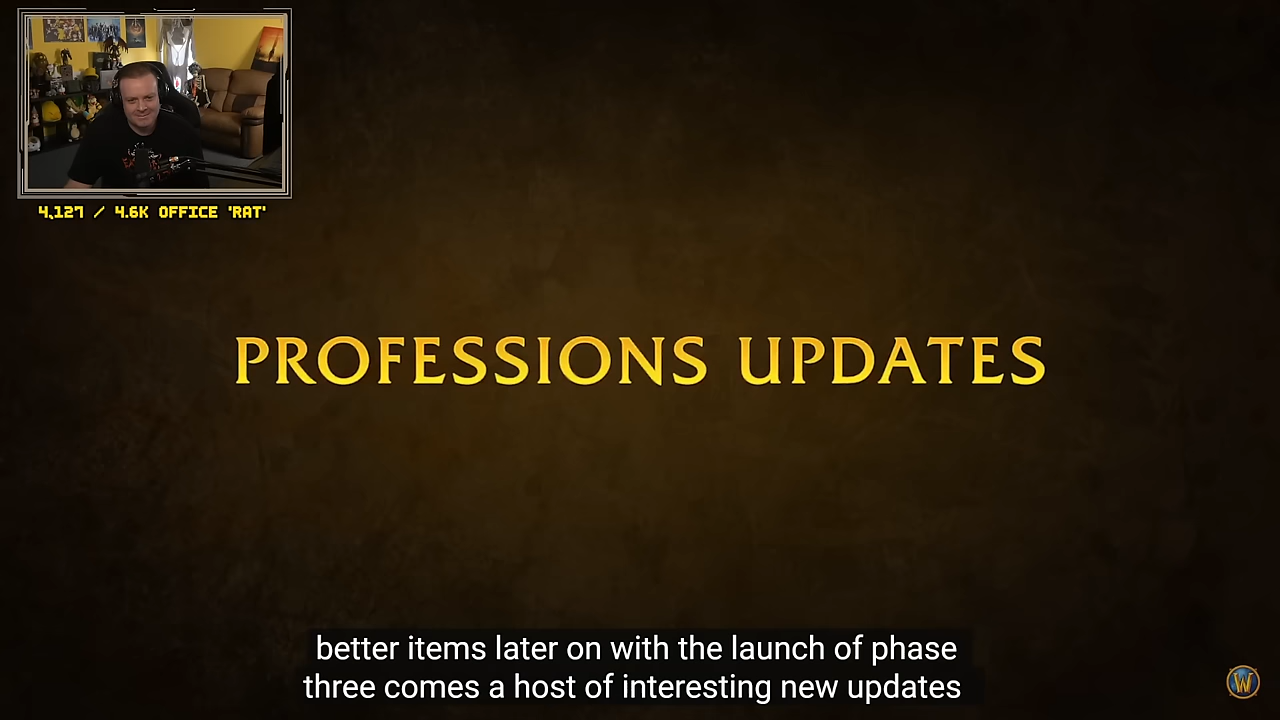 4,127 / 4.6K OFFICE 'RAT'
PROFESSIONS UPDATES
better items later on with the launch of phase
three comes a host of interesting new updates
W